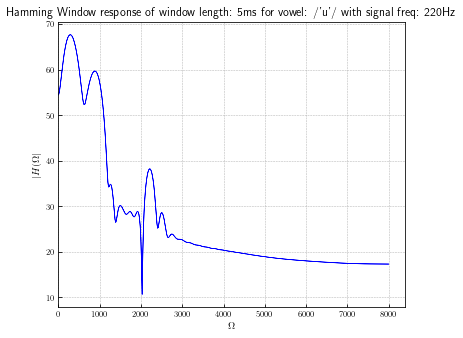 Hamming Window response of window length: 5ms for vowel: /'u'/ with signal freq: 220Hz
70
60
50
40
30
20
10
|H(Ω|
0 1000 2000 3000 4000 5000 6000 7000 8000
Ω